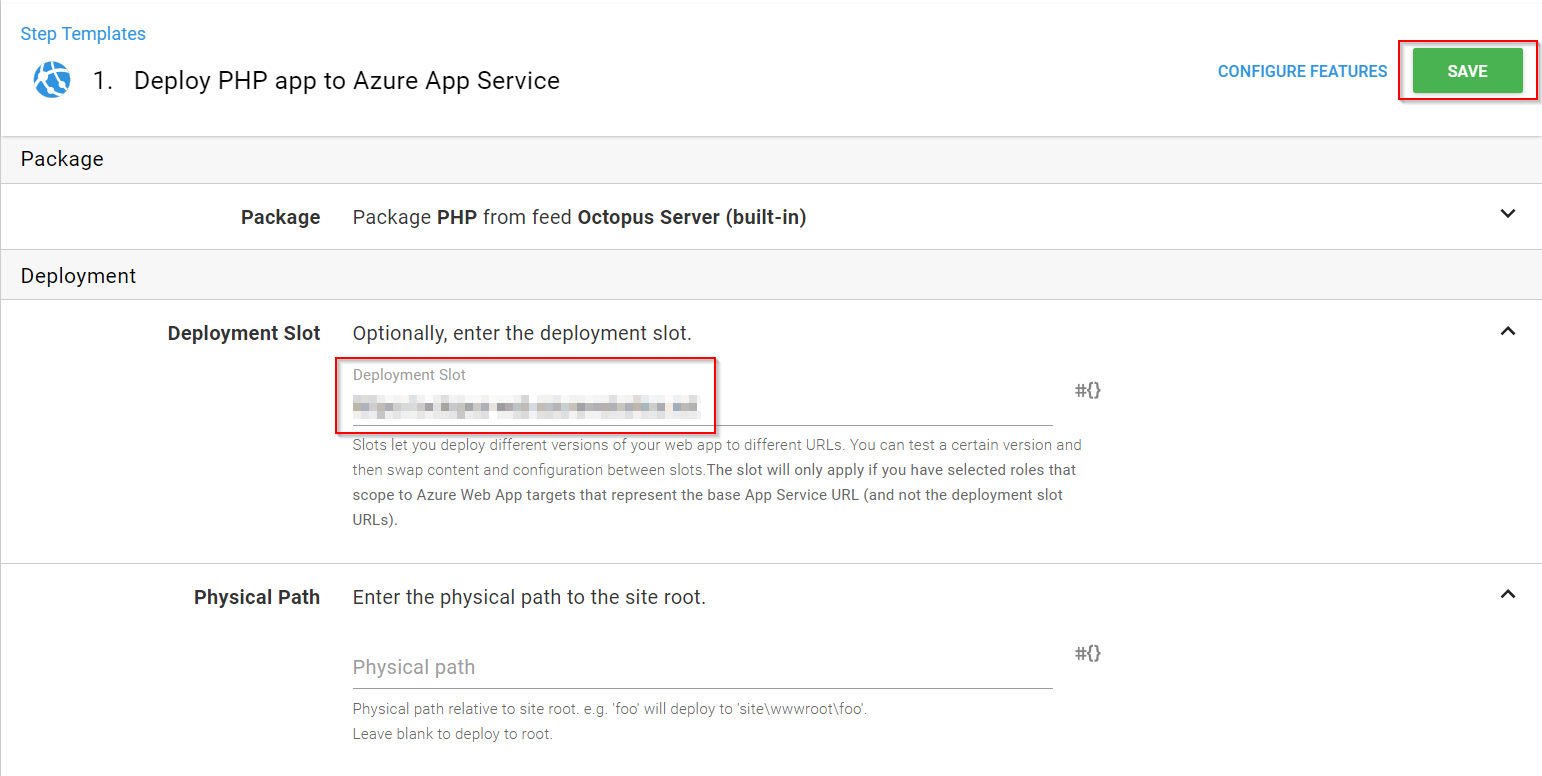 Step Templates
1. Deploy PHP app to Azure App Service
CONFIGURE FEATURES
SAVE
Package
Package
Package PHP from feed Octopus Server (built-in)
Deployment
Deployment Slot
Optionally, enter the deployment slot.
Deployment Slot
#{}
Slots let you deploy different versions of your web app to different URLs. You can test a certain version and
then swap content and configuration between slots.The slot will only apply if you have selected roles that
scope to Azure Web App targets that represent the base App Service URL (and not the deployment slot
URLs).
Physical Path
Enter the physical path to the site root.
Physical path
#{}
Physical path relative to site root. e.g. 'foo' will deploy to 'site\wwwroot\foo'.
Leave blank to deploy to root.